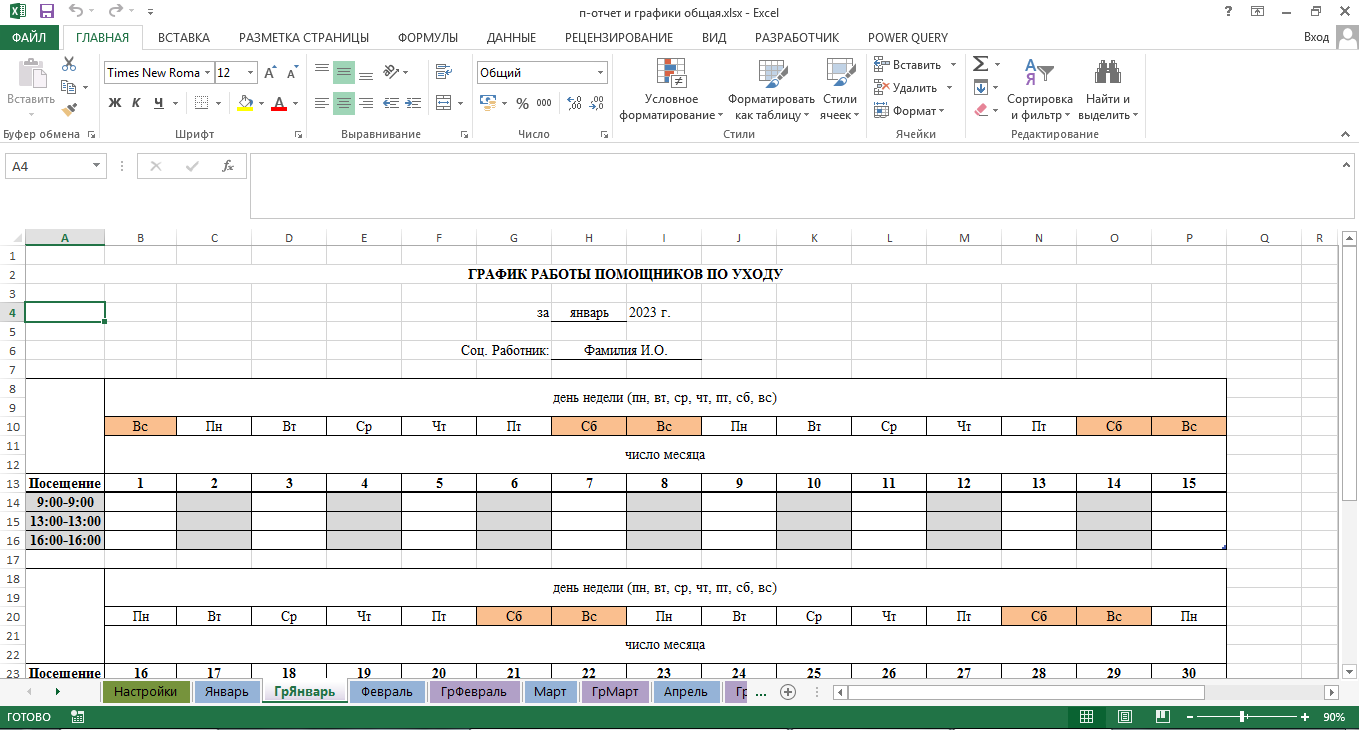 п-отчет и графики общая.xlsx - Excel
?
ФАЙЛ ГЛАВНАЯ ВСТАВКА РАЗМЕТКА СТРАНИЦЫ ФОРМУЛЫ ДАННЫЕ РЕЦЕНЗИРОВАНИЕ ВИД РАЗРАБОТЧИК POWER QUERY Вход
Вставить
Times New Roma 12
Ж К Ч
Общий
% 000
Условное форматирование
Форматировать как таблицу
Стили ячеек
Вставить
Удалить
Формат
Сортировка и фильтр
Найти и выделить
Буфер обмена Шрифт Выравнивание Число Стили Ячейки Редактирование
A4 fx
A B C D E F G H I J K L M N O P Q R
1
2 ГРАФИК РАБОТЫ ПОМОЩНИКОВ ПО УХОДУ
3
4 за январь 2023 г.
5
6 Соц. Работник: Фамилия И.О.
7
8
день недели (пн, вт, ср, чт, пт, сб, вс)
9
10 Вс Пн Вт Ср Чт Пт Сб Вс Пн Вт Ср Чт Пт Сб Вс
11
число месяца
12
13 Посещение 1 2 3 4 5 6 7 8 9 10 11 12 13 14 15
14 9:00-9:00
15 13:00-13:00
16 16:00-16:00
17
18
день недели (пн, вт, ср, чт, пт, сб, вс)
19
20 Пн Вт Ср Чт Пт Сб Вс Пн Вт Ср Чт Пт Сб Вс Пн
21
число месяца
22
23 Посещение 16 17 18 19 20 21 22 23 24 25 26 27 28 29 30
Настройки Январь ГрЯнварь Февраль ГрФевраль Март ГрМарт Апрель Гр ...
ГОТОВО 90%